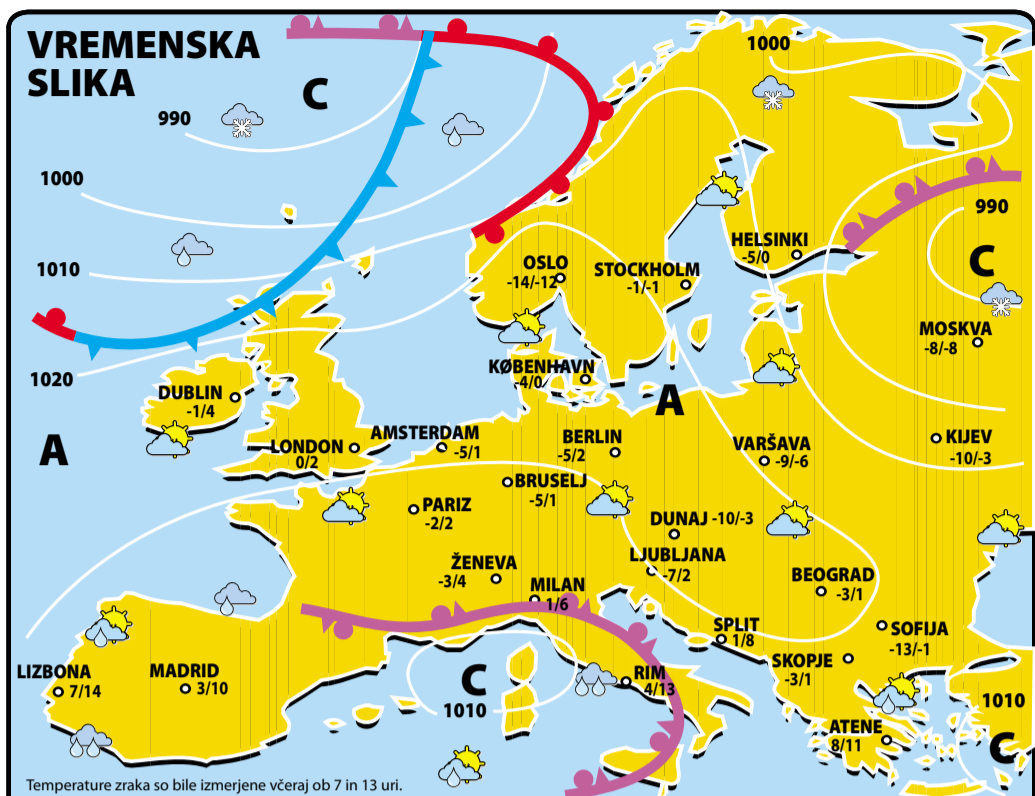 VREMENSKA
SLIKA
C
1000
990
1000
990
C
1010
HELSINKI
-5/0
OSLO
-14/-12
STOCKHOLM
-1/-1
MOSKVA
-8/-8
1020
KØBENHAVN
-4/0
DUBLIN
-1/4
A
A
LONDON
0/2
AMSTERDAM
-5/1
BERLIN
-5/2
VARŠAVA
-9/-6
KIJEV
-10/-3
BRUSELJ
-5/1
PARIZ
-2/2
DUNAJ -10/-3
ŽENEVA
-3/4
LJUBLJANA
-7/2
MILAN
1/6
BEOGRAD
-3/1
SPLIT
1/8
SOFIJA
-13/-1
LIZBONA
7/14
MADRID
3/10
C
1010
RIM
4/13
SKOPJE
-3/1
1010
ATENE
8/11
C
Temperature zraka so bile izmerjene včeraj ob 7 in 13 uri.